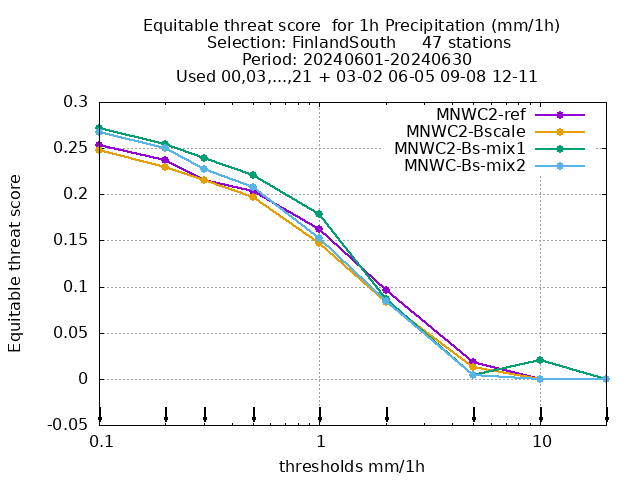 Equitable threat score  for 1h Precipitation (mm/1h)
Selection: FinlandSouth     47 stations
Period: 20240601-20240630
Used 00,03,...,21 + 03-02 06-05 09-08 12-11
MNWC2-ref
MNWC2-Bscale
MNWC2-Bs-mix1
MNWC-Bs-mix2
Equitable threat score
0.3
0.25
0.2
0.15
0.1
0.05
0
-0.05
0.1 1 10
thresholds mm/1h